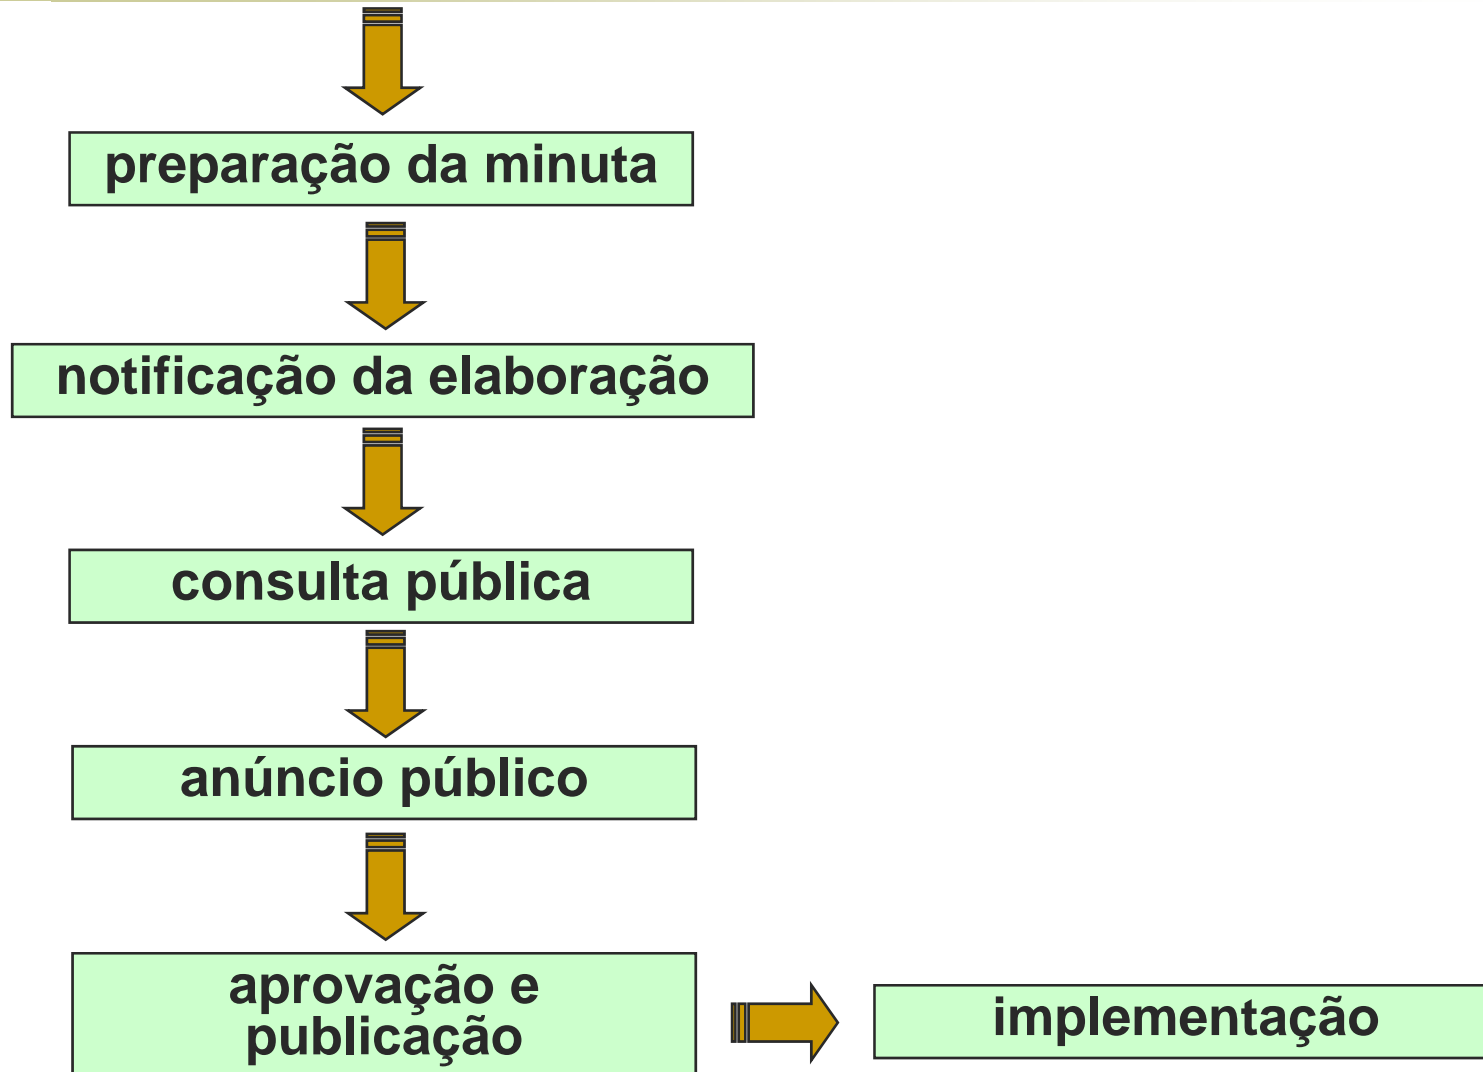 preparação da minuta
notificação da elaboração
consulta pública
anúncio público
aprovação e
publicação
implementação